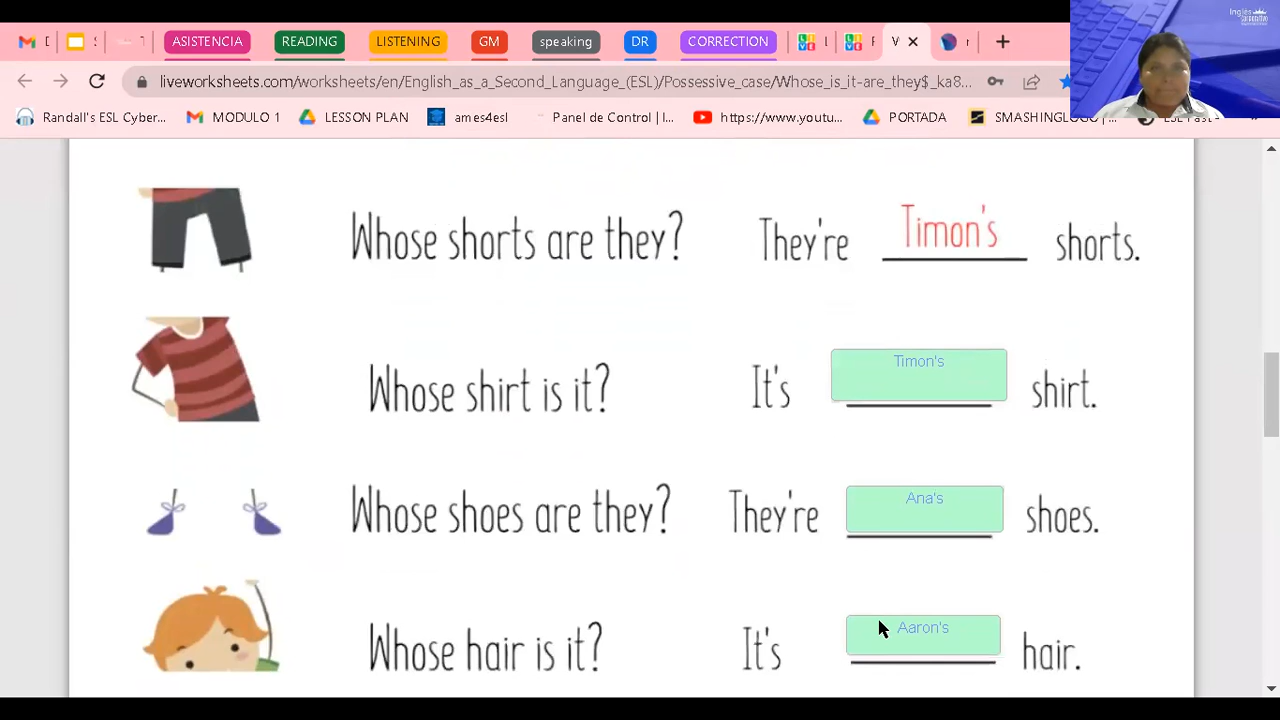 Inglés
ASISTENCIA
READING
LISTENING
GM
speaking
DR
CORRECTION
liveworksheets.com/worksheets/en/English_as_a_Second_Language_(ESL)/Possessive_case/Whose_is_it-are_they$_ka8...
Randall's ESL Cyber...
MODULO 1
LESSON PLAN
ames4esl
Panel de Control | I...
https://www.youtu...
PORTADA
SMASHINGLOGO |...
Whose shorts are they? They're Timon's shorts.
Whose shirt is it? It's Timon's shirt.
Whose shoes are they? They're Ana's shoes.
Whose hair is it? It's Aaron's hair.